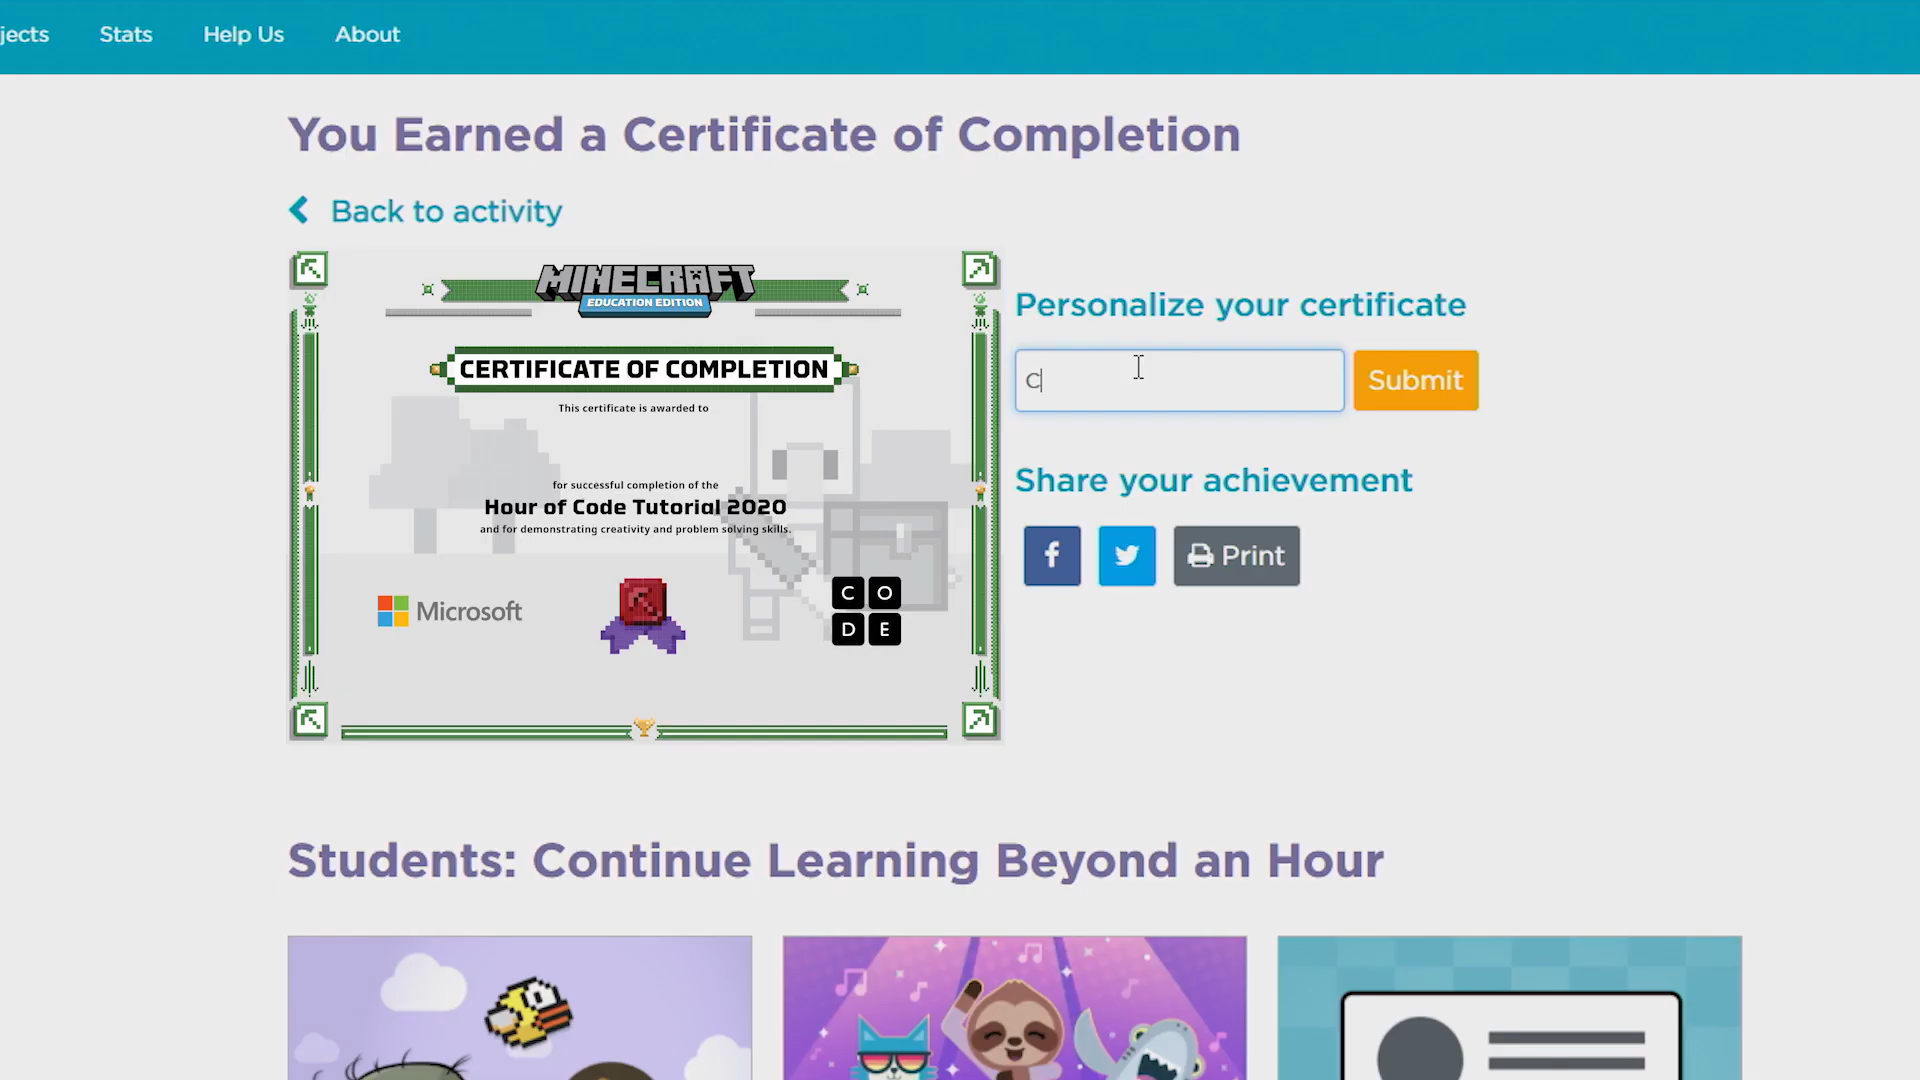 jects Stats Help Us About
You Earned a Certificate of Completion
Back to activity
MINECRAFT
EDUCATION EDITION
CERTIFICATE OF COMPLETION
This certificate is awarded to
for successful completion of the
Hour of Code Tutorial 2020
and for demonstrating creativity and problem solving skills.
Microsoft
C O
D E
Personalize your certificate
C
Submit
Share your achievement
f
Print
Students: Continue Learning Beyond an Hour